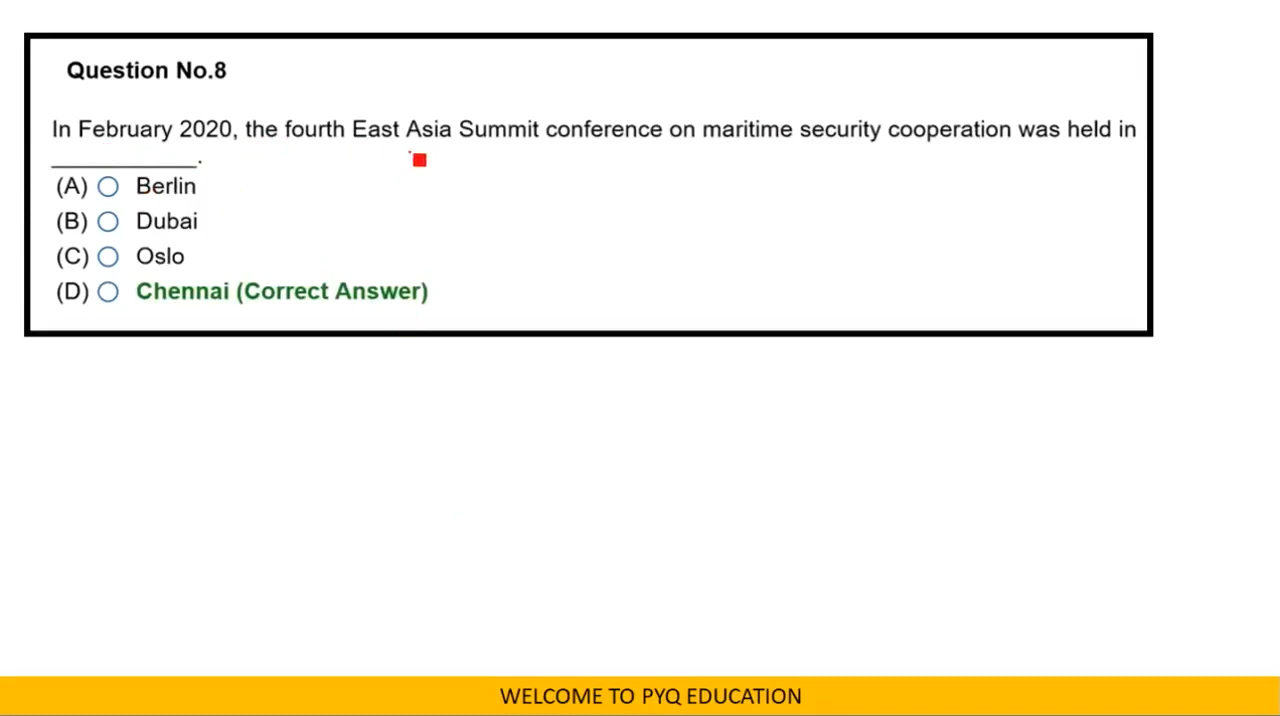 Question No.8
In February 2020, the fourth East Asia Summit conference on maritime security cooperation was held in
____________.
(A) Berlin
(B) Dubai
(C) Oslo
(D) Chennai (Correct Answer)
WELCOME TO PYQ EDUCATION